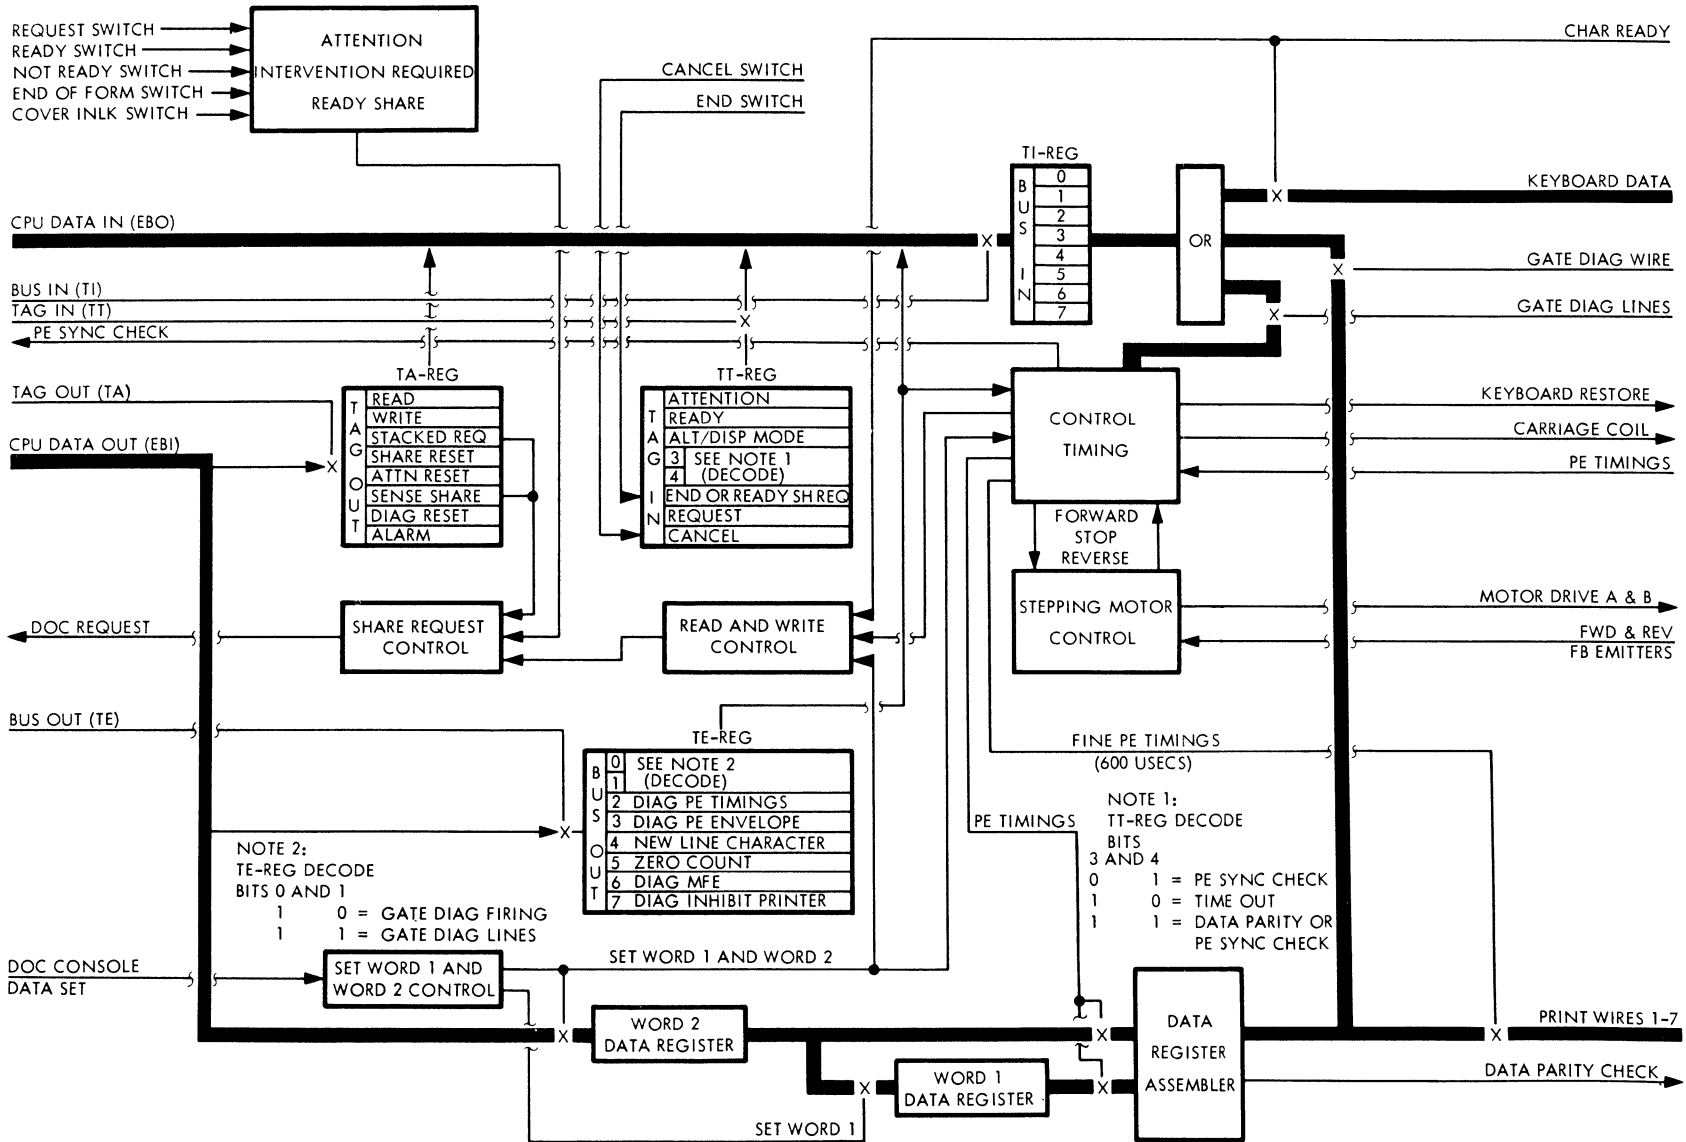 REQUEST SWITCH
READY SWITCH
NOT READY SWITCH
END OF FORM SWITCH
COVER INLK SWITCH
ATTENTION
INTERVENTION REQUIRED
READY SHARE
CANCEL SWITCH
END SWITCH
CHAR READY
TI-REG
BUS IN
0
1
2
3
4
5
6
7
OR
KEYBOARD DATA
CPU DATA IN (EBO)
GATE DIAG WIRE
BUS IN (TI)
TAG IN (TT)
PE SYNC CHECK
GATE DIAG LINES
TA-REG
TAG OUT (TA)
TAG OUT
READ
WRITE
STACKED REQ
SHARE RESET
ATTN RESET
SENSE SHARE
DIAG RESET
ALARM
CPU DATA OUT (EBI)
TT-REG
TAG IN
ATTENTION
READY
ALT/DISP MODE
3 SEE NOTE 1
4 (DECODE)
END OR READY SH REQ
REQUEST
CANCEL
CONTROL
TIMING
KEYBOARD RESTORE
CARRIAGE COIL
PE TIMINGS
FORWARD
STOP
REVERSE
STEPPING MOTOR
CONTROL
MOTOR DRIVE A & B
FWD & REV
FB EMITTERS
DOC REQUEST
SHARE REQUEST
CONTROL
READ AND WRITE
CONTROL
BUS OUT (TE)
TE-REG
BUS OUT
0 SEE NOTE 2
1 (DECODE)
2 DIAG PE TIMINGS
3 DIAG PE ENVELOPE
4 NEW LINE CHARACTER
5 ZERO COUNT
6 DIAG MFE
7 DIAG INHIBIT PRINTER
FINE PE TIMINGS
(600 USECS)
PE TIMINGS
NOTE 1:
TT-REG DECODE
BITS
3 AND 4
0 1 = PE SYNC CHECK
1 0 = TIME OUT
1 1 = DATA PARITY OR
PE SYNC CHECK
NOTE 2:
TE-REG DECODE
BITS 0 AND 1
1 0 = GATE DIAG FIRING
1 1 = GATE DIAG LINES
DOC CONSOLE
DATA SET
SET WORD 1 AND
WORD 2 CONTROL
SET WORD 1 AND WORD 2
WORD 2
DATA REGISTER
WORD 1
DATA REGISTER
SET WORD 1
DATA
REGISTER
ASSEMBLER
PRINT WIRES 1-7
DATA PARITY CHECK